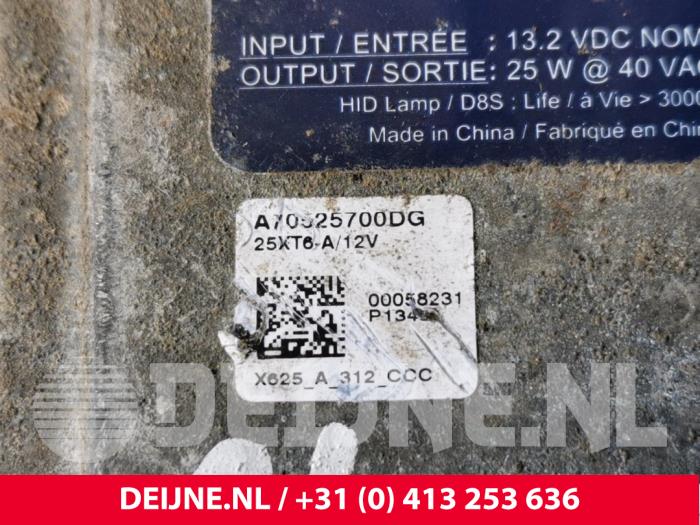 INPUT / ENTRÉE : 13.2 VDC NOM
OUTPUT / SORTIE: 25 W @ 40 VAC
HID Lamp / D8S : Life / à Vie > 3000
Made in China / Fabriqué en Chi
A70525700DG
25XT6-A/12V
00058231
X625_A_312_CCC
DEIJNE.NL
DEIJNE.NL / +31 (0) 413 253 636